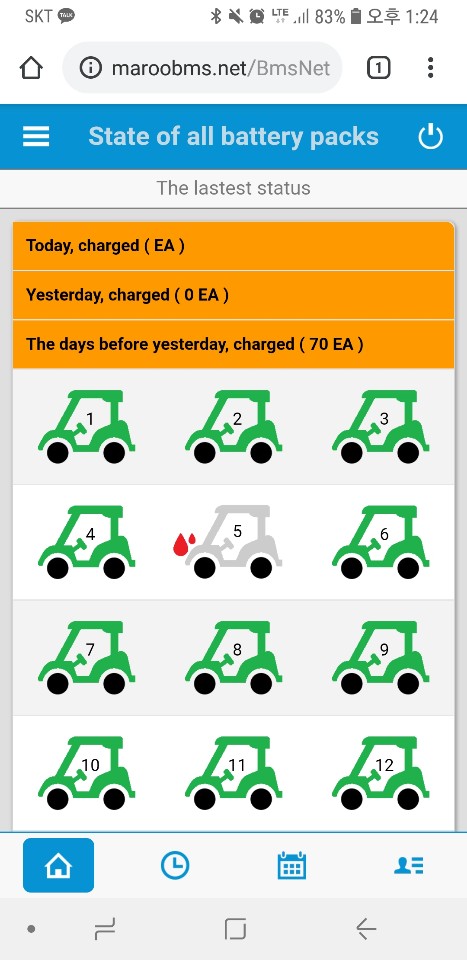 SKT TALK LTE 83% 오후 1:24
maroobms.net/BmsNet 1
State of all battery packs
The lastest status
Today, charged ( EA )
Yesterday, charged ( 0 EA )
The days before yesterday, charged ( 70 EA )
1 2 3
4 5 6
7 8 9
10 11 12